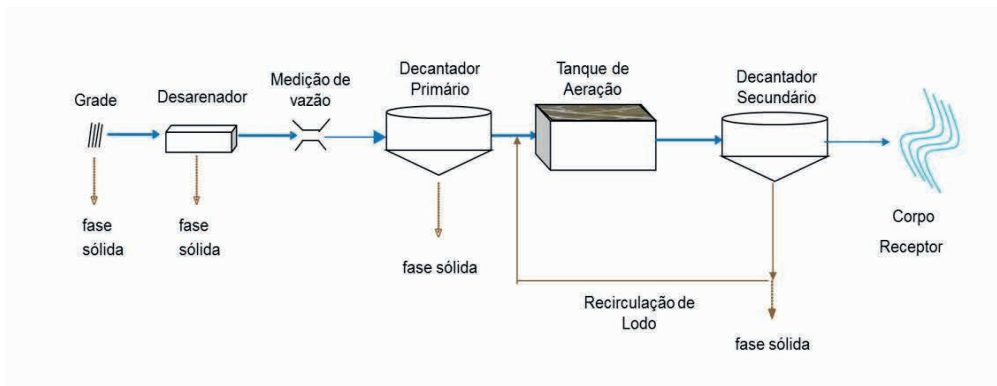 Grade
Desarenador
Medição de
vazão
Decantador
Primário
Tanque de
Aeração
Decantador
Secundário
fase
sólida
fase
sólida
fase sólida
Recirculação de
Lodo
fase sólida
Corpo
Receptor